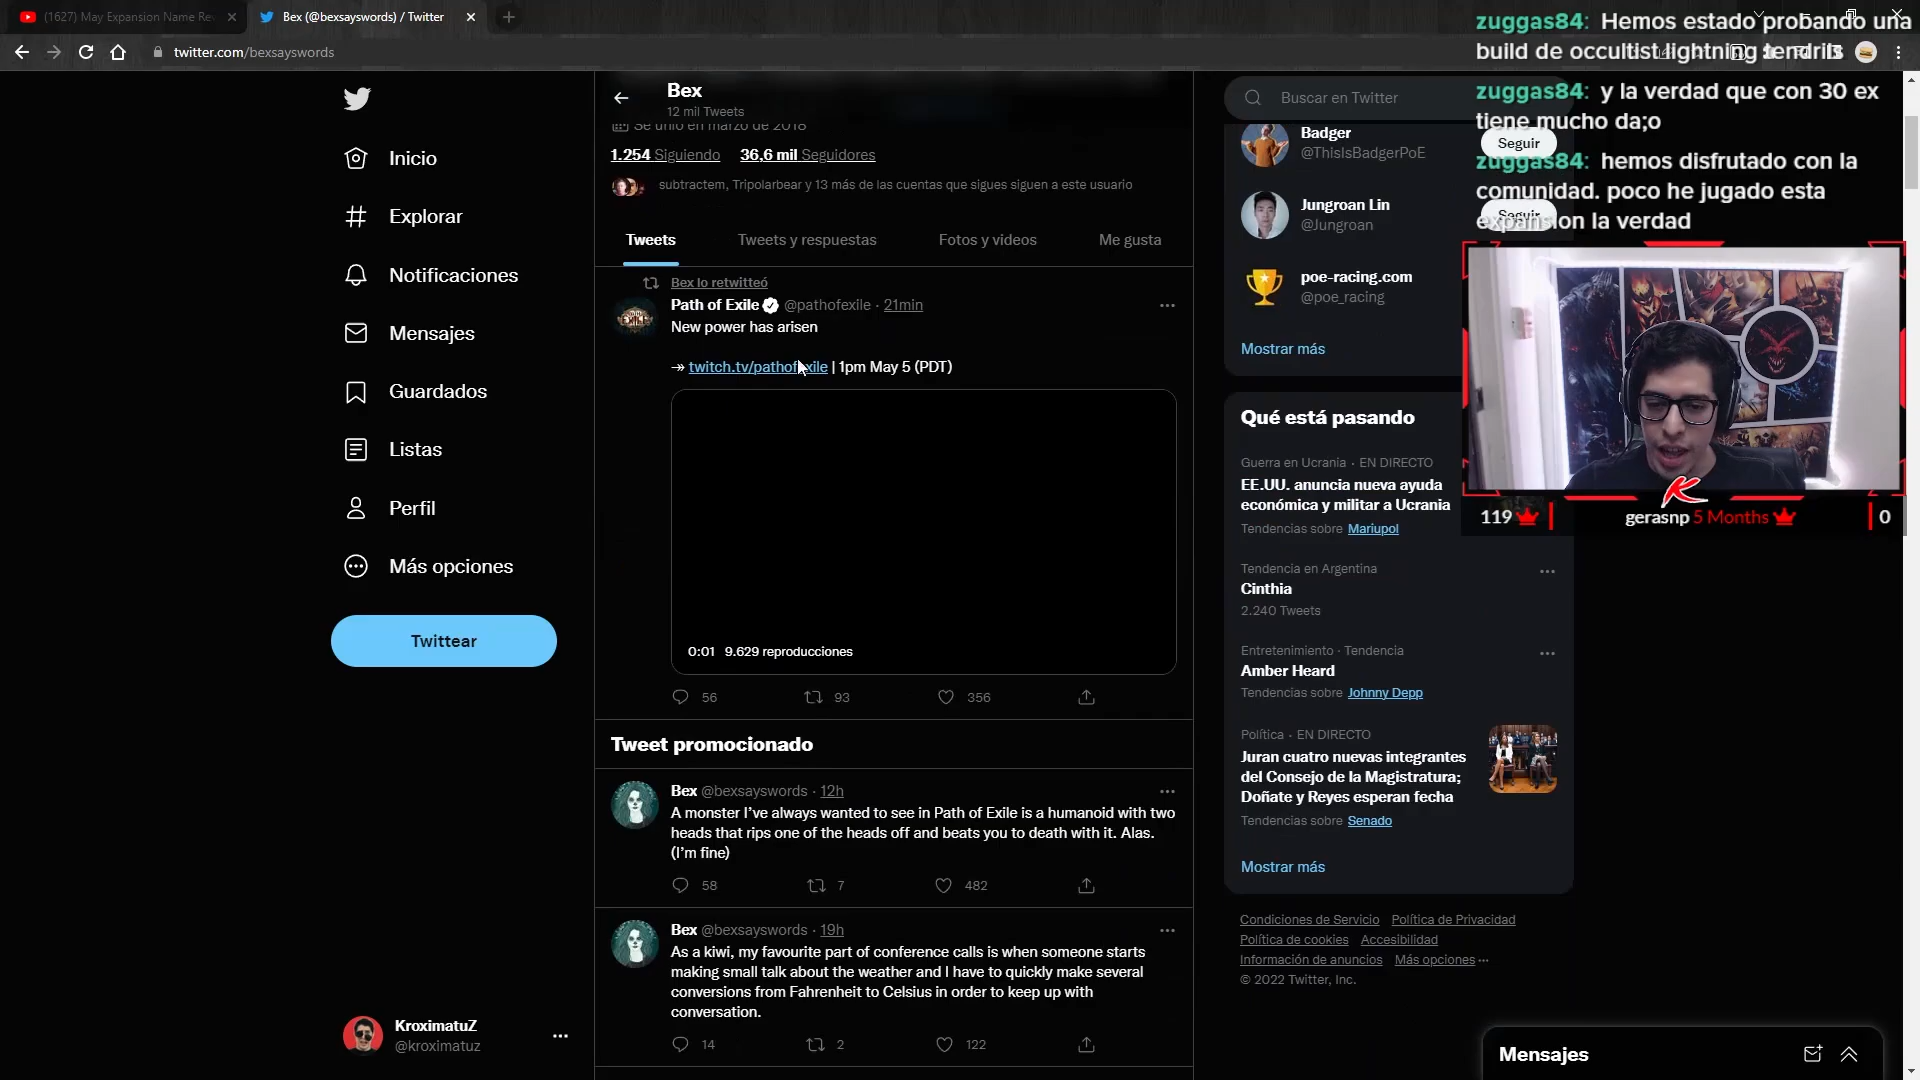 (1627) May Expansion Name Re
Bex (@bexsayswords) / Twitter
twitter.com/bexsayswords
zuggas84: Hemos estado probando una
build de occultist lightning tendrils
zuggas84: y la verdad que con 30 ex
tiene mucho da;o
zuggas84: hemos disfrutado con la
comunidad. poco he jugado esta
expansion la verdad
Inicio
Explorar
Notificaciones
Mensajes
Guardados
Listas
Perfil
Más opciones
Twittear
KroximatuZ
@kroximatuz
Bex
12 mil Tweets
Se unió en marzo de 2018
1.254 Siguiendo 36,6 mil Seguidores
subtractem, Tripolarbear y 13 más de las cuentas que sigues siguen a este usuario
Tweets Tweets y respuestas Fotos y videos Me gusta
Bex lo retwitteó
Path of Exile @pathofexile · 21min
New power has arisen
↠ twitch.tv/pathofexile | 1pm May 5 (PDT)
0:01 9.629 reproducciones
56 93 356
Tweet promocionado
Bex @bexsayswords · 12h
A monster I’ve always wanted to see in Path of Exile is a humanoid with two
heads that rips one of the heads off and beats you to death with it. Alas.
(I’m fine)
58 7 482
Bex @bexsayswords · 19h
As a kiwi, my favourite part of conference calls is when someone starts
making small talk about the weather and I have to quickly make several
conversions from Fahrenheit to Celsius in order to keep up with
conversation.
14 2 122
Buscar en Twitter
Badger
@ThisIsBadgerPoE
Seguir
Jungroan Lin
@Jungroan
Seguir
poe-racing.com
@poe_racing
Mostrar más
119
gerasnp 5 Months
0
Qué está pasando
Guerra en Ucrania · EN DIRECTO
EE.UU. anuncia nueva ayuda
económica y militar a Ucrania
Tendencias sobre Mariupol
Tendencia en Argentina
Cinthia
2.240 Tweets
Entretenimiento · Tendencia
Amber Heard
Tendencias sobre Johnny Depp
Política · EN DIRECTO
Juran cuatro nuevas integrantes
del Consejo de la Magistratura;
Doñate y Reyes esperan fecha
Tendencias sobre Senado
Mostrar más
Condiciones de Servicio Política de Privacidad
Política de cookies Accesibilidad
Información de anuncios Más opciones ···
© 2022 Twitter, Inc.
Mensajes